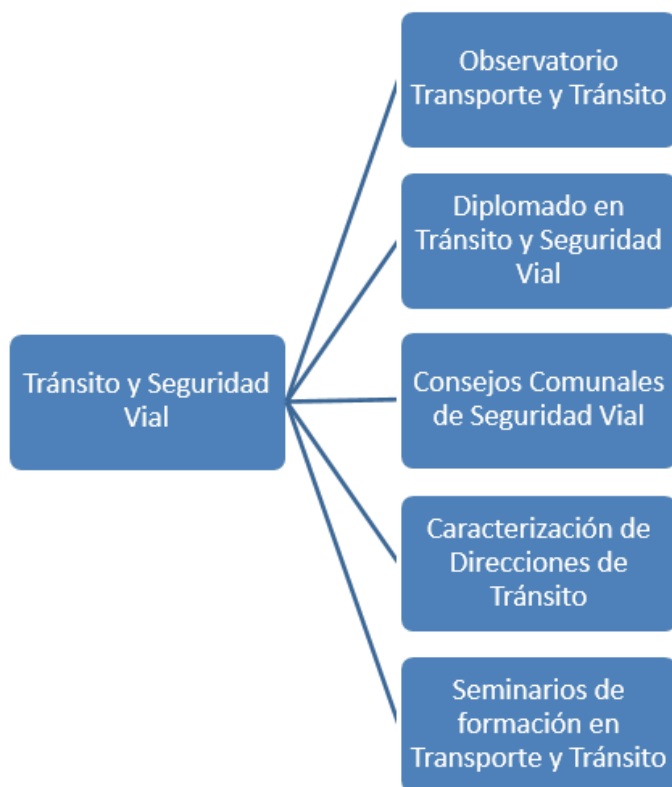 Observatorio
Transporte y Tránsito
Diplomado en
Tránsito y Seguridad
Vial
Tránsito y Seguridad
Vial
Consejos Comunales
de Seguridad Vial
Caracterización de
Direcciones de
Tránsito
Seminarios de
formación en
Transporte y Tránsito